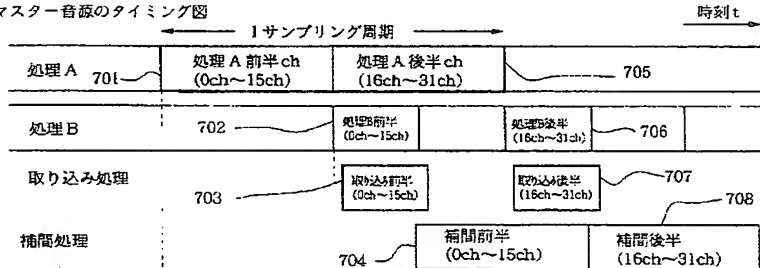 マスター音源のタイミング図
時刻t
1サンプリング周期
処理A
701
処理A 前半ch
(0ch〜15ch)
処理A 後半ch
(16ch〜31ch)
705
処理B
702
処理B前半
(0ch〜15ch)
処理B後半
(16ch〜31ch)
706
取り込み処理
703
取り込み前半
(0ch〜15ch)
取り込み後半
(16ch〜31ch)
707
708
補間処理
704
補間前半
(0ch〜15ch)
補間後半
(16ch〜31ch)